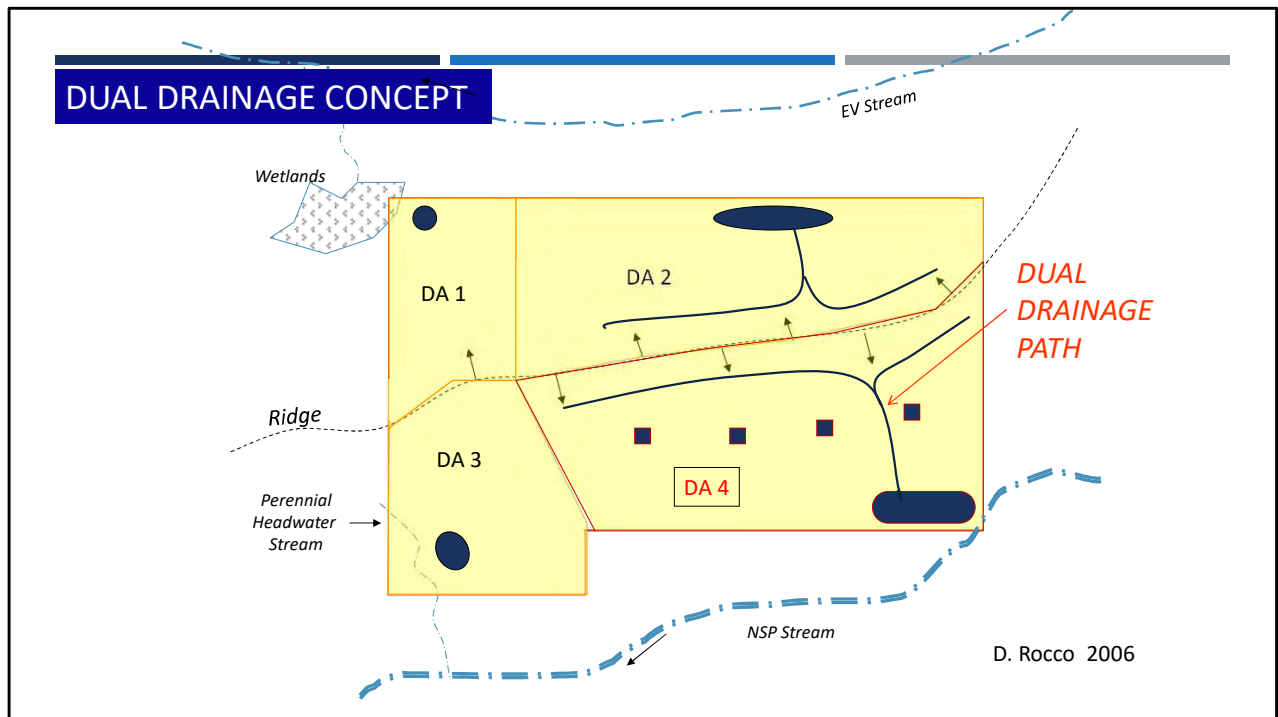 DUAL DRAINAGE CONCEPT
EV Stream
Wetlands
DA 1
DA 2
DUAL
DRAINAGE
PATH
Ridge
DA 3
DA 4
Perennial
Headwater
Stream
NSP Stream
D. Rocco 2006